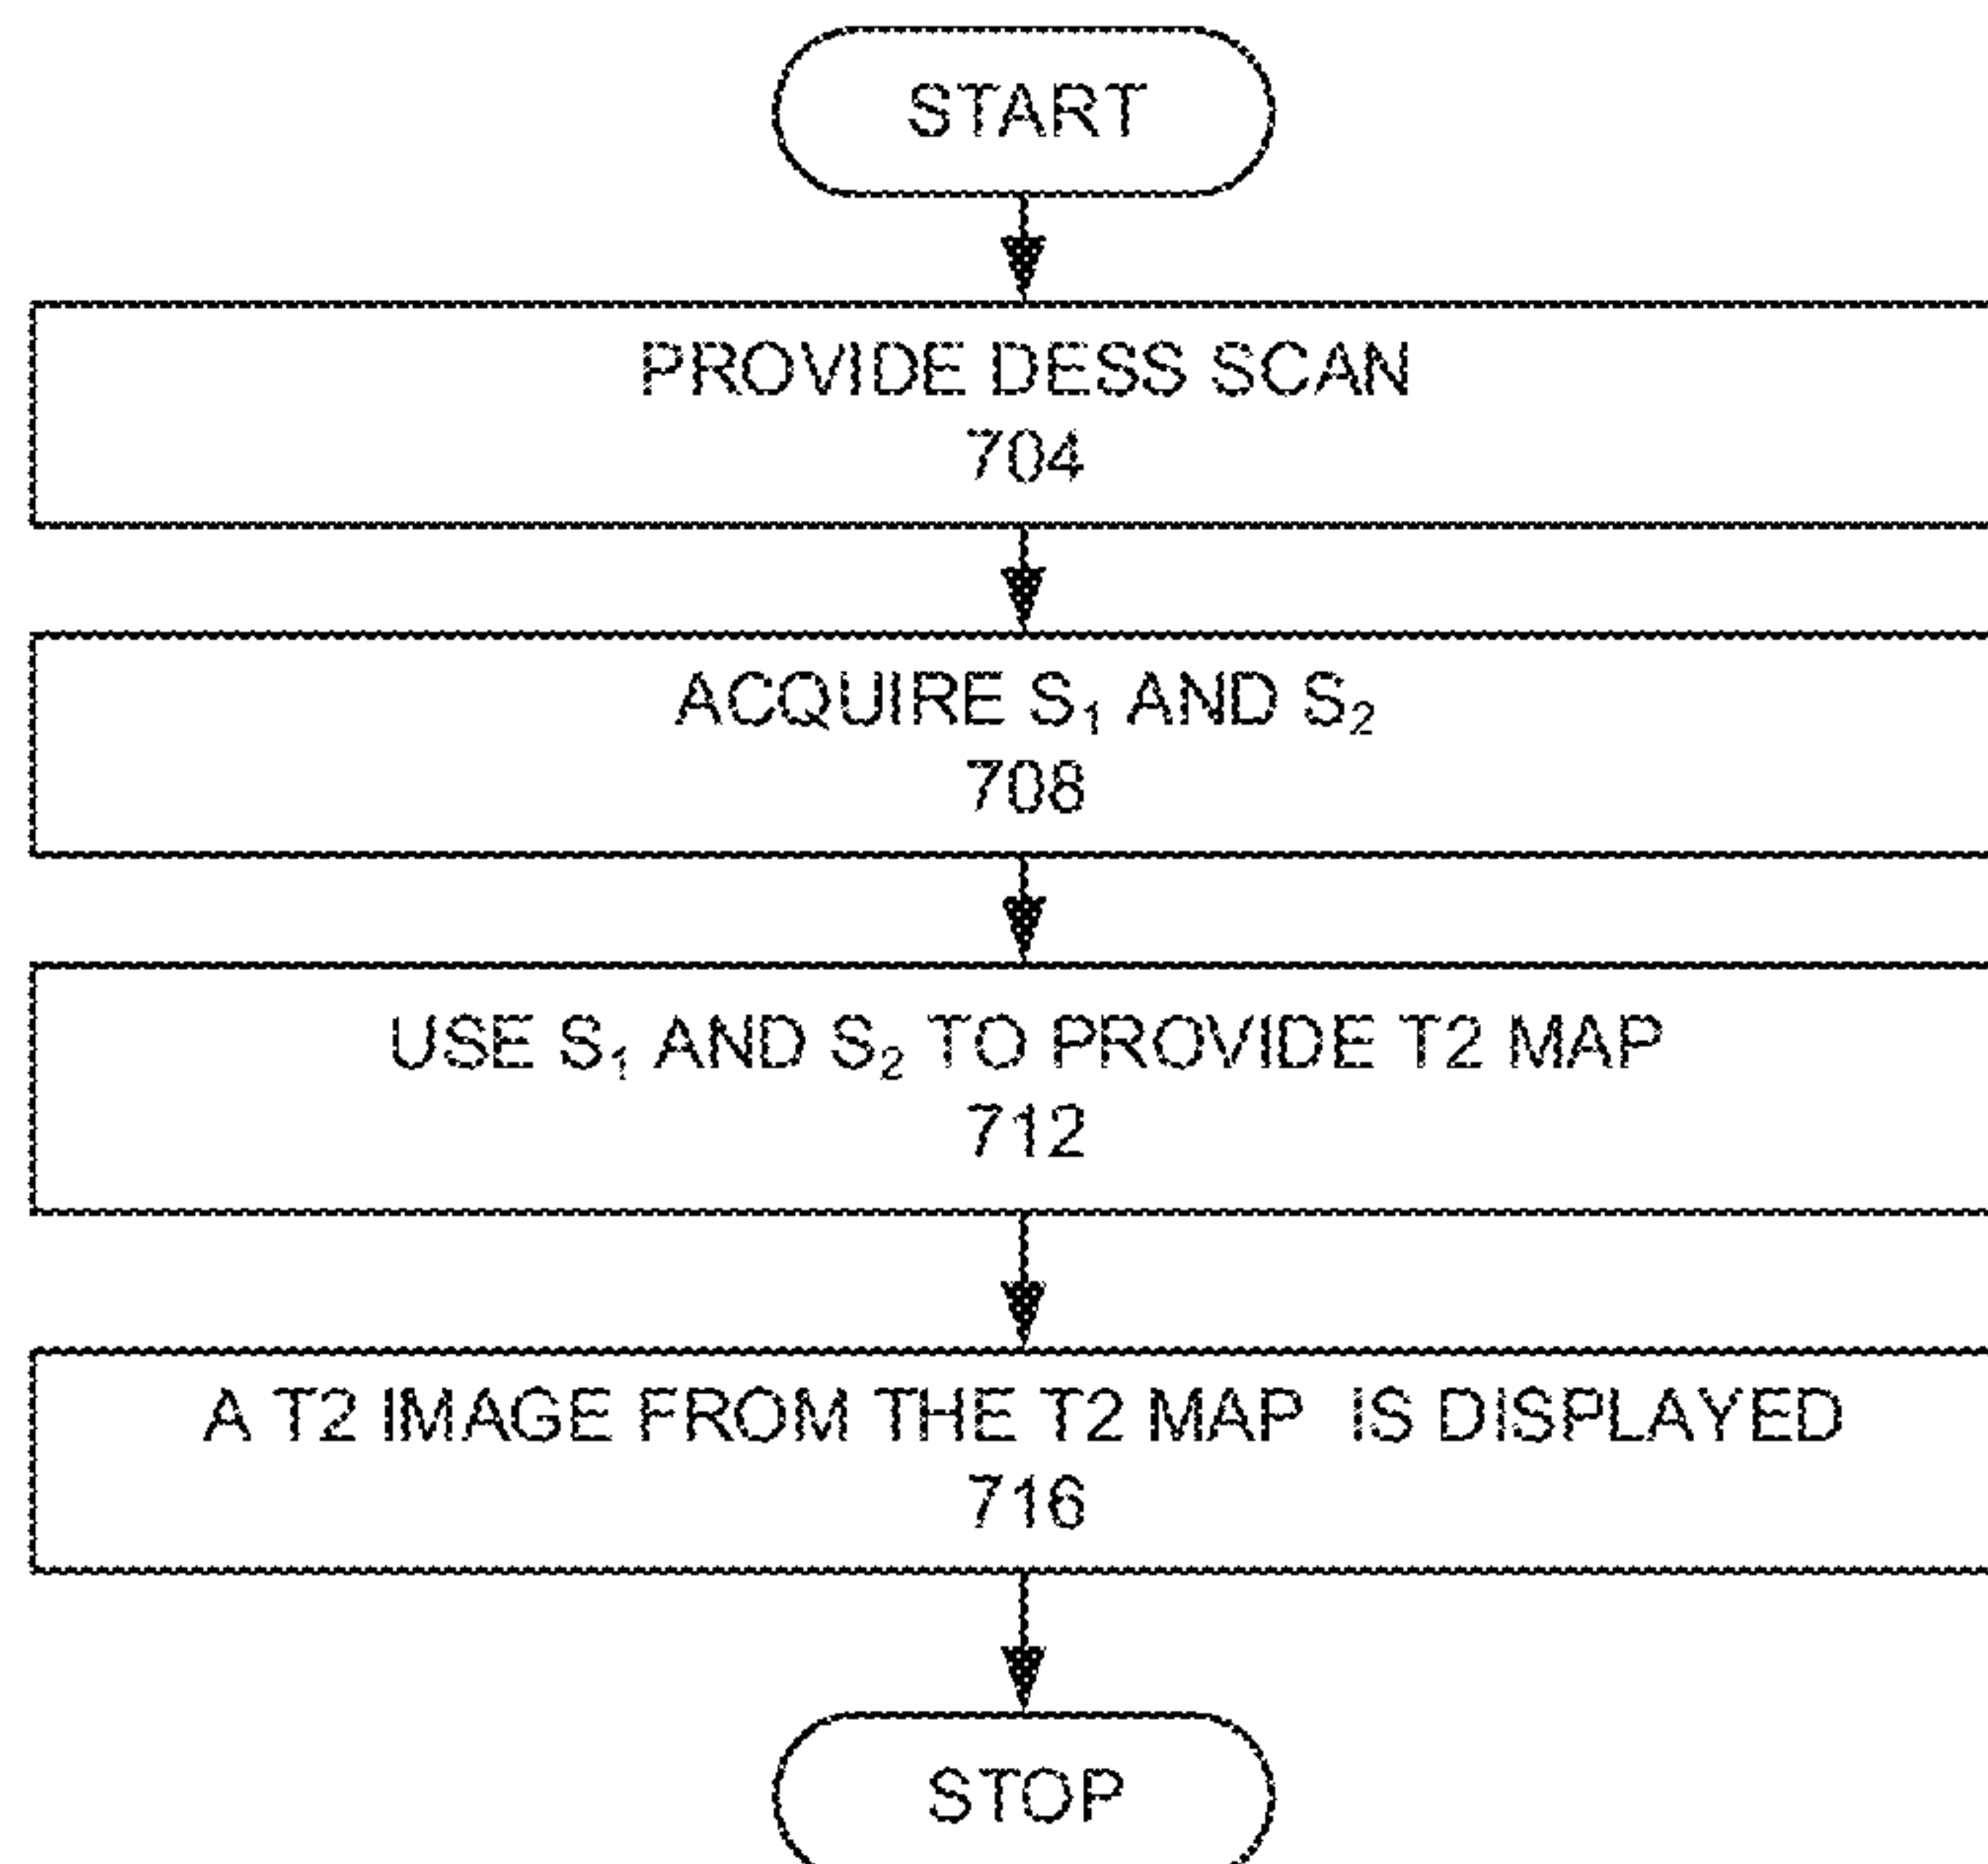 START
PROVIDE DESS SCAN
704
ACQUIRE S₁ AND S₂
708
USE S₁ AND S₂ TO PROVIDE T2 MAP
712
A T2 IMAGE FROM THE T2 MAP IS DISPLAYED
716
STOP